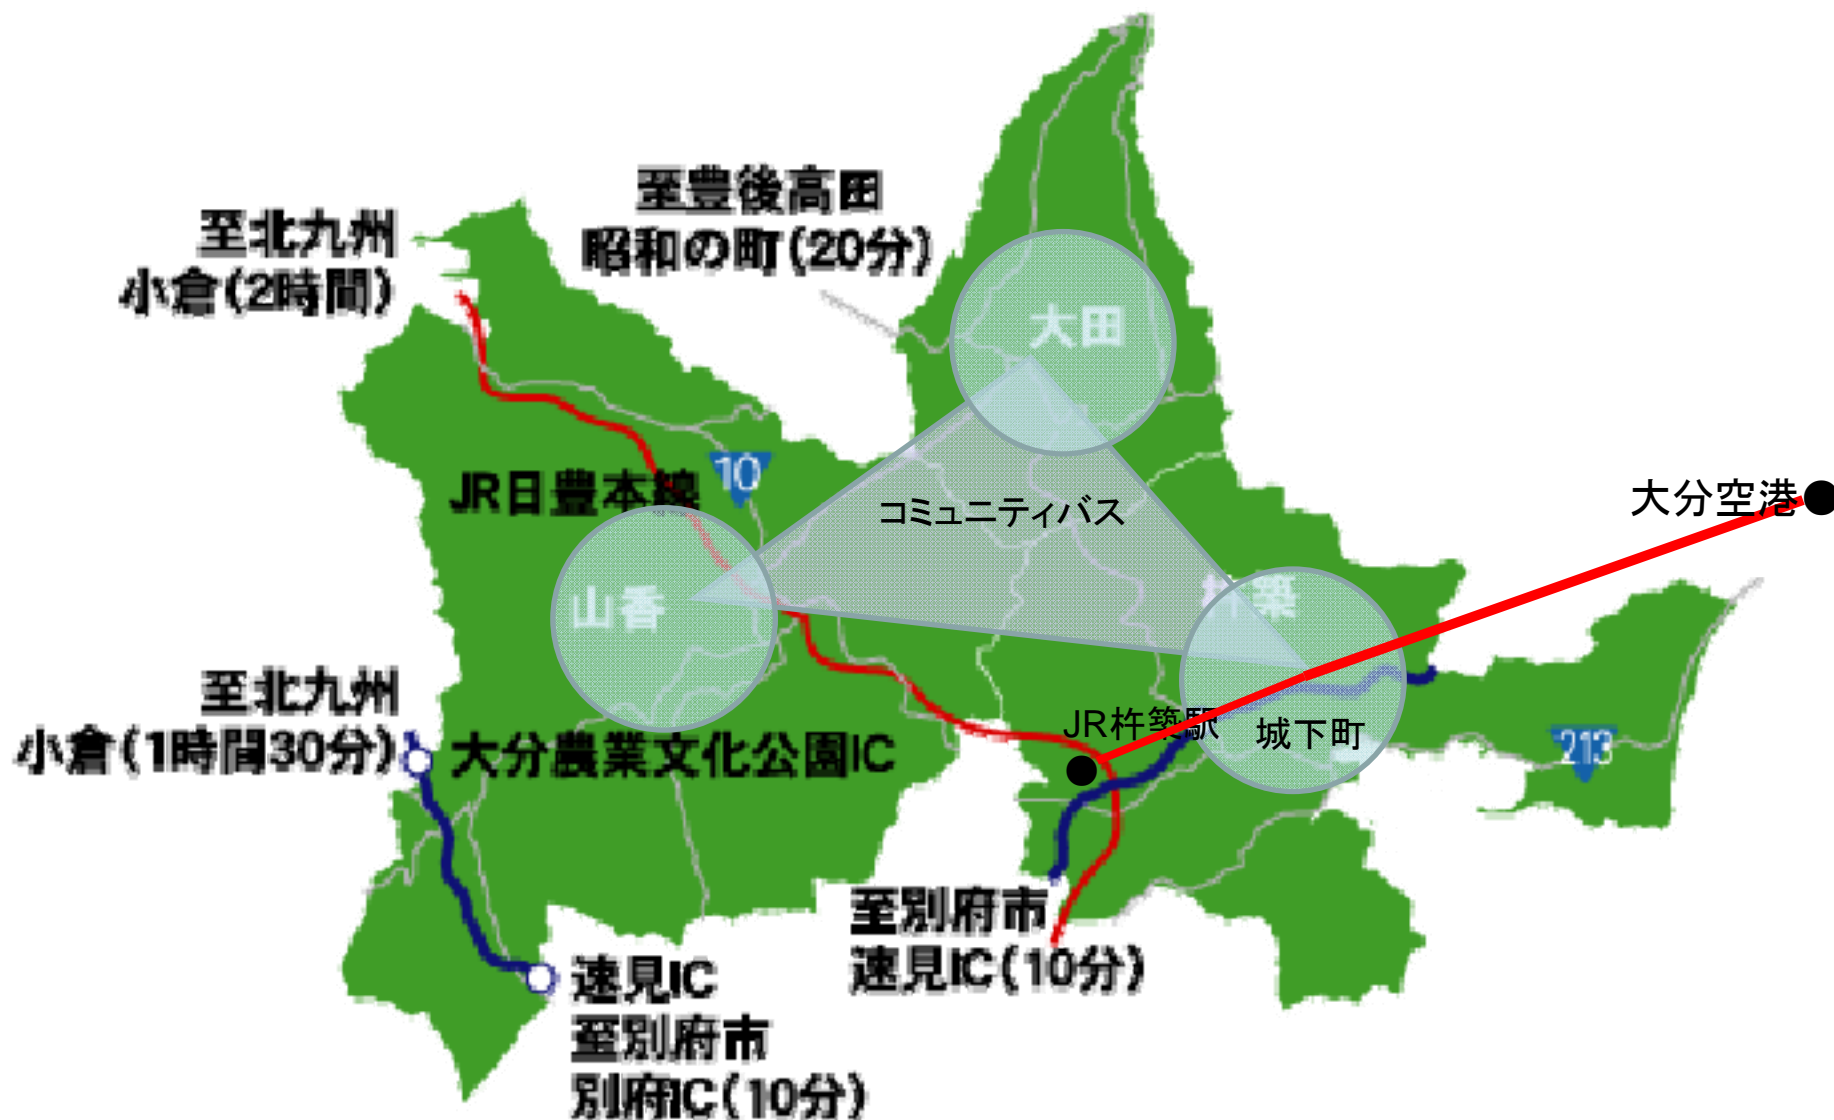 至豊後高田
昭和の町(20分)
至北九州
小倉(2時間)
大田
10
JR日豊本線
コミュニティバス
大分空港
山香
杵築
至北九州
小倉(1時間30分)
大分農業文化公園IC
JR杵築駅
城下町
213
至別府市
速見IC(10分)
速見IC
至別府市
別府IC(10分)